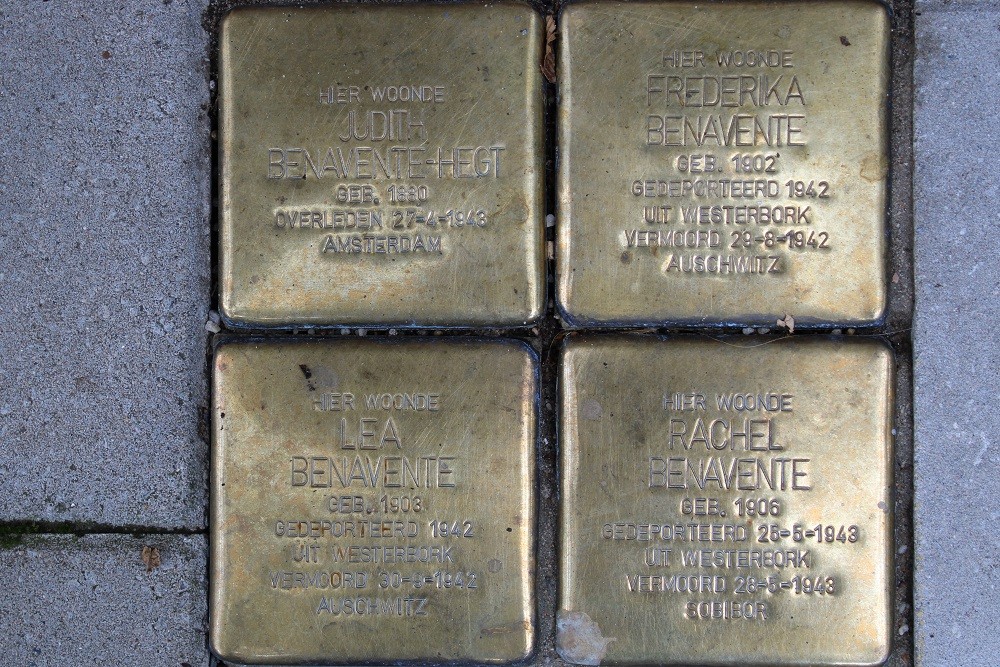 HIER WOONDE
JUDITH
BENAVENTE-HEGT
GEB. 1880
OVERLEDEN 27-4-1943
AMSTERDAM
HIER WOONDE
FREDERIKA
BENAVENTE
GEB. 1902
GEDEPORTEERD 1942
UIT WESTERBORK
VERMOORD 29-8-1942
AUSCHWITZ
HIER WOONDE
LEA
BENAVENTE
GEB. 1903
GEDEPORTEERD 1942
UIT WESTERBORK
VERMOORD 30-9-1942
AUSCHWITZ
HIER WOONDE
RACHEL
BENAVENTE
GEB. 1906
GEDEPORTEERD 25-5-1943
UIT WESTERBORK
VERMOORD 28-5-1943
SOBIBOR